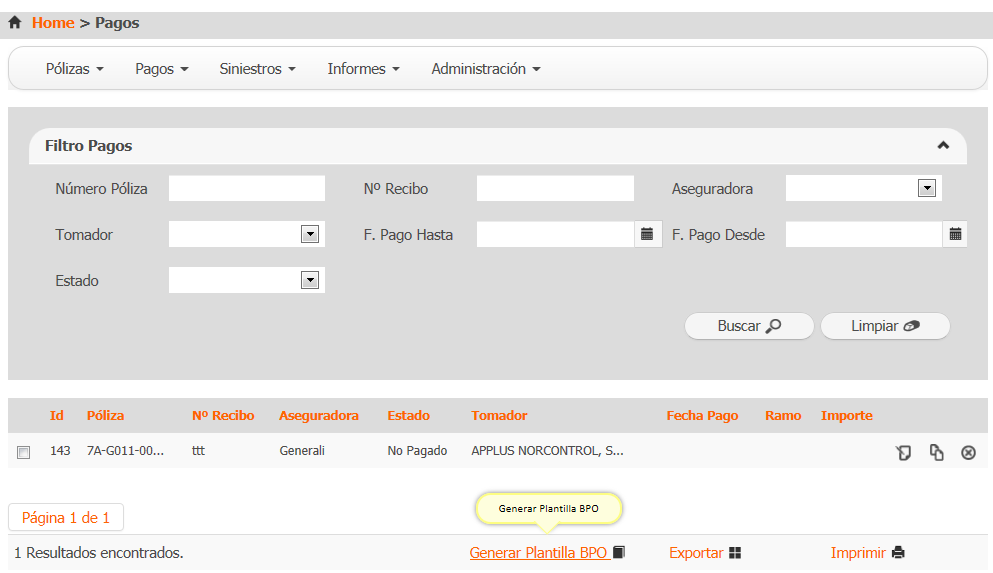 Home > Pagos
Pólizas Pagos Siniestros Informes Administración
Filtro Pagos
Número Póliza Nº Recibo Aseguradora
Tomador F. Pago Hasta F. Pago Desde
Estado
Buscar Limpiar
Id Póliza Nº Recibo Aseguradora Estado Tomador Fecha Pago Ramo Importe
143 7A-G011-00... ttt Generali No Pagado APPLUS NORCONTROL, S...
Generar Plantilla BPO
Página 1 de 1
1 Resultados encontrados. Generar Plantilla BPO Exportar Imprimir